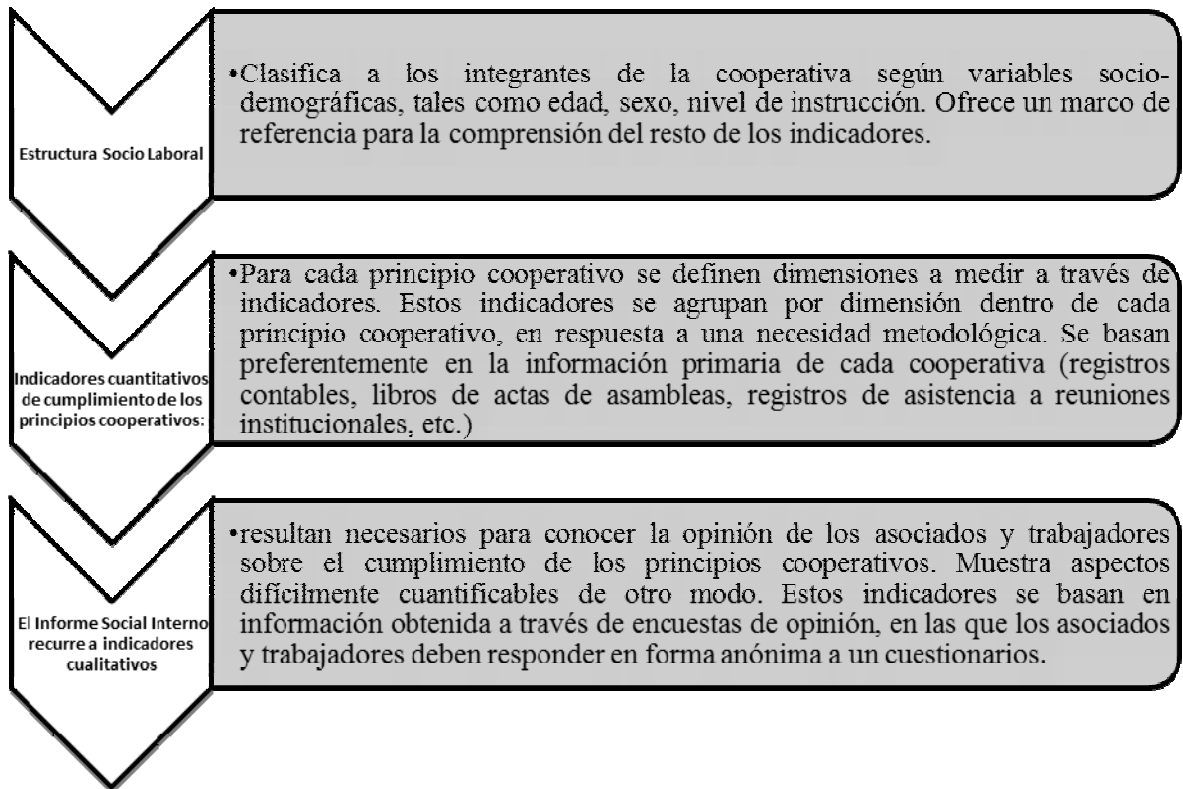 Estructura Socio Laboral
•Clasifica a los integrantes de la cooperativa según variables socio-
demográficas, tales como edad, sexo, nivel de instrucción. Ofrece un marco de
referencia para la comprensión del resto de los indicadores.
Indicadores cuantitativos
de cumplimiento de los
principios cooperativos:
•Para cada principio cooperativo se definen dimensiones a medir a través de
indicadores. Estos indicadores se agrupan por dimensión dentro de cada
principio cooperativo, en respuesta a una necesidad metodológica. Se basan
preferentemente en la información primaria de cada cooperativa (registros
contables, libros de actas de asambleas, registros de asistencia a reuniones
institucionales, etc.)
El Informe Social Interno
recurre a indicadores
cualitativos
•resultan necesarios para conocer la opinión de los asociados y trabajadores
sobre el cumplimiento de los principios cooperativos. Muestra aspectos
difícilmente cuantificables de otro modo. Estos indicadores se basan en
información obtenida a través de encuestas de opinión, en las que los asociados
y trabajadores deben responder en forma anónima a un cuestionarios.